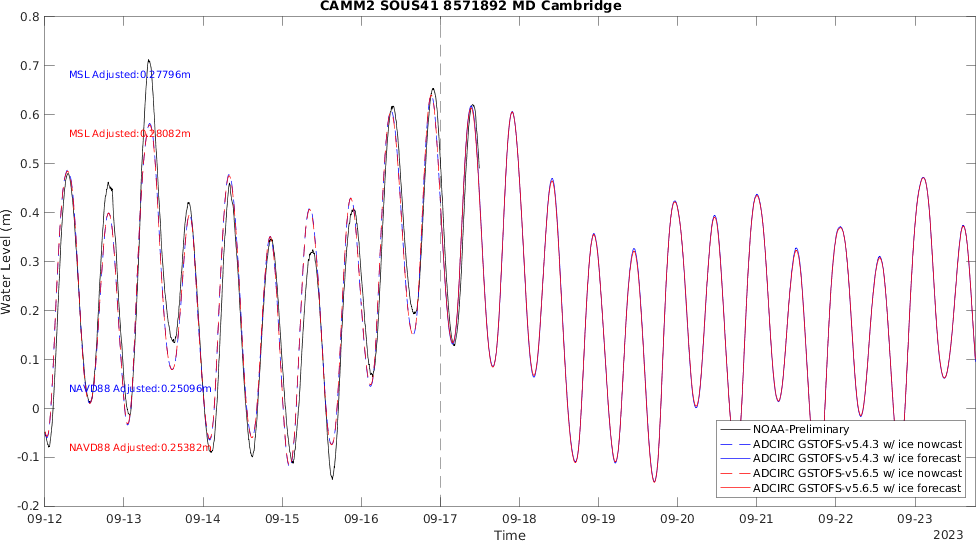 CAMM2 SOUS41 8571892 MD Cambridge
0.8
0.7
0.6
0.5
0.4
0.3
0.2
0.1
0
-0.1
-0.2
Water Level (m)
MSL Adjusted:0.27796m
MSL Adjusted:0.28082m
NAVD88 Adjusted:0.25096m
NAVD88 Adjusted:0.25382m
NOAA-Preliminary
ADCIRC GSTOFS-v5.4.3 w/ ice nowcast
ADCIRC GSTOFS-v5.4.3 w/ ice forecast
ADCIRC GSTOFS-v5.6.5 w/ ice nowcast
ADCIRC GSTOFS-v5.6.5 w/ ice forecast
09-12 09-13 09-14 09-15 09-16 09-17 09-18 09-19 09-20 09-21 09-22 09-23
Time
2023